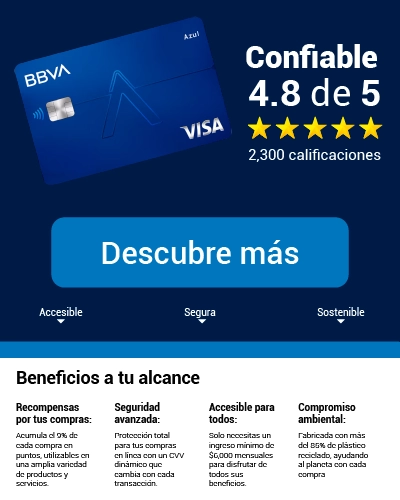 BBVA
Azul
VISA
Confiable
4.8 de 5
2,300 calificaciones
Descubre más
Accesible
Segura
Sostenible
Beneficios a tu alcance
Recompensas
por tus compras:
Acumula el 9% de
cada compra en
puntos, utilizables en
una amplia variedad
de productos y
servicios.
Seguridad
avanzada:
Protección total
para tus compras
en línea con un CVV
dinámico que
cambia con cada
transacción.
Accesible para
todos:
Solo necesitas un
ingreso mínimo de
$6,000 mensuales
para disfrutar de
todos sus
beneficios.
Compromiso
ambiental:
Fabricada con más
del 85% de plástico
reciclado, ayudando
al planeta con cada
compra